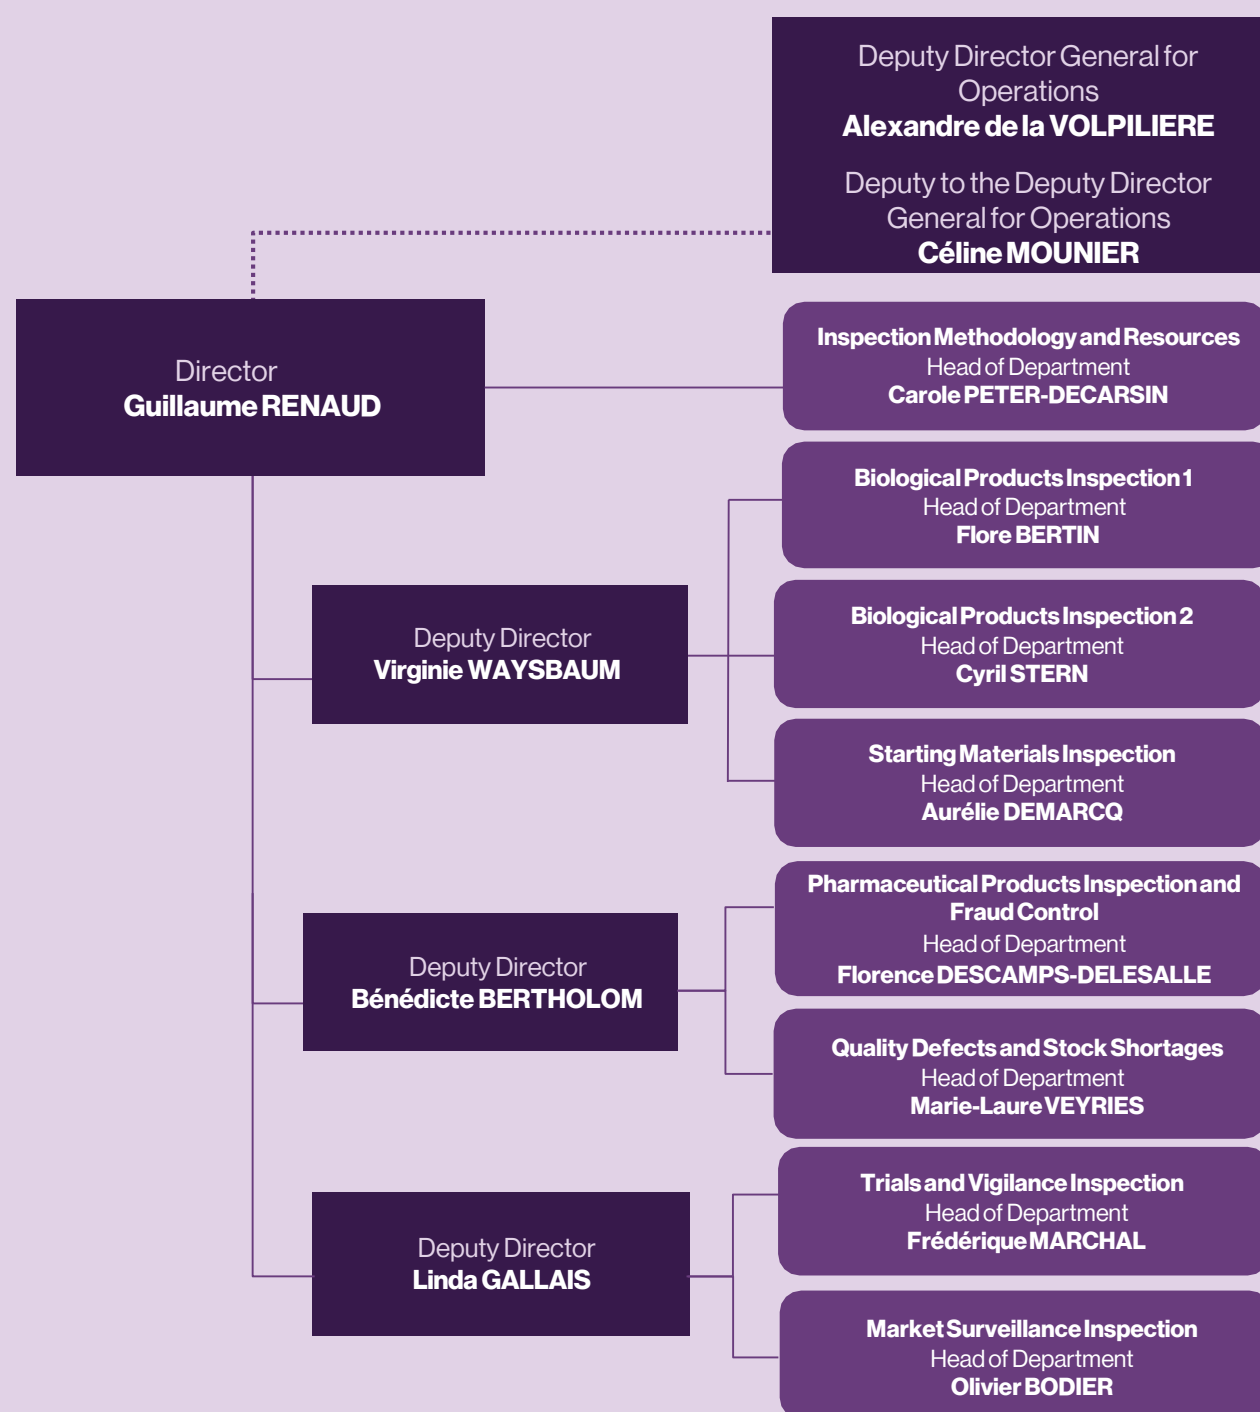 Deputy Director General for
Operations
Alexandre de la VOLPILIERE
Deputy to the Deputy Director
General for Operations
Céline MOUNIER
Director
Guillaume RENAUD
Inspection Methodology and Resources
Head of Department
Carole PETER-DECARSIN
Deputy Director
Virginie WAYSBAUM
Biological Products Inspection 1
Head of Department
Flore BERTIN
Biological Products Inspection 2
Head of Department
Cyril STERN
Starting Materials Inspection
Head of Department
Aurélie DEMARCQ
Deputy Director
Bénédicte BERTHOLOM
Pharmaceutical Products Inspection and
Fraud Control
Head of Department
Florence DESCAMPS-DELESALLE
Quality Defects and Stock Shortages
Head of Department
Marie-Laure VEYRIES
Deputy Director
Linda GALLAIS
Trials and Vigilance Inspection
Head of Department
Frédérique MARCHAL
Market Surveillance Inspection
Head of Department
Olivier BODIER